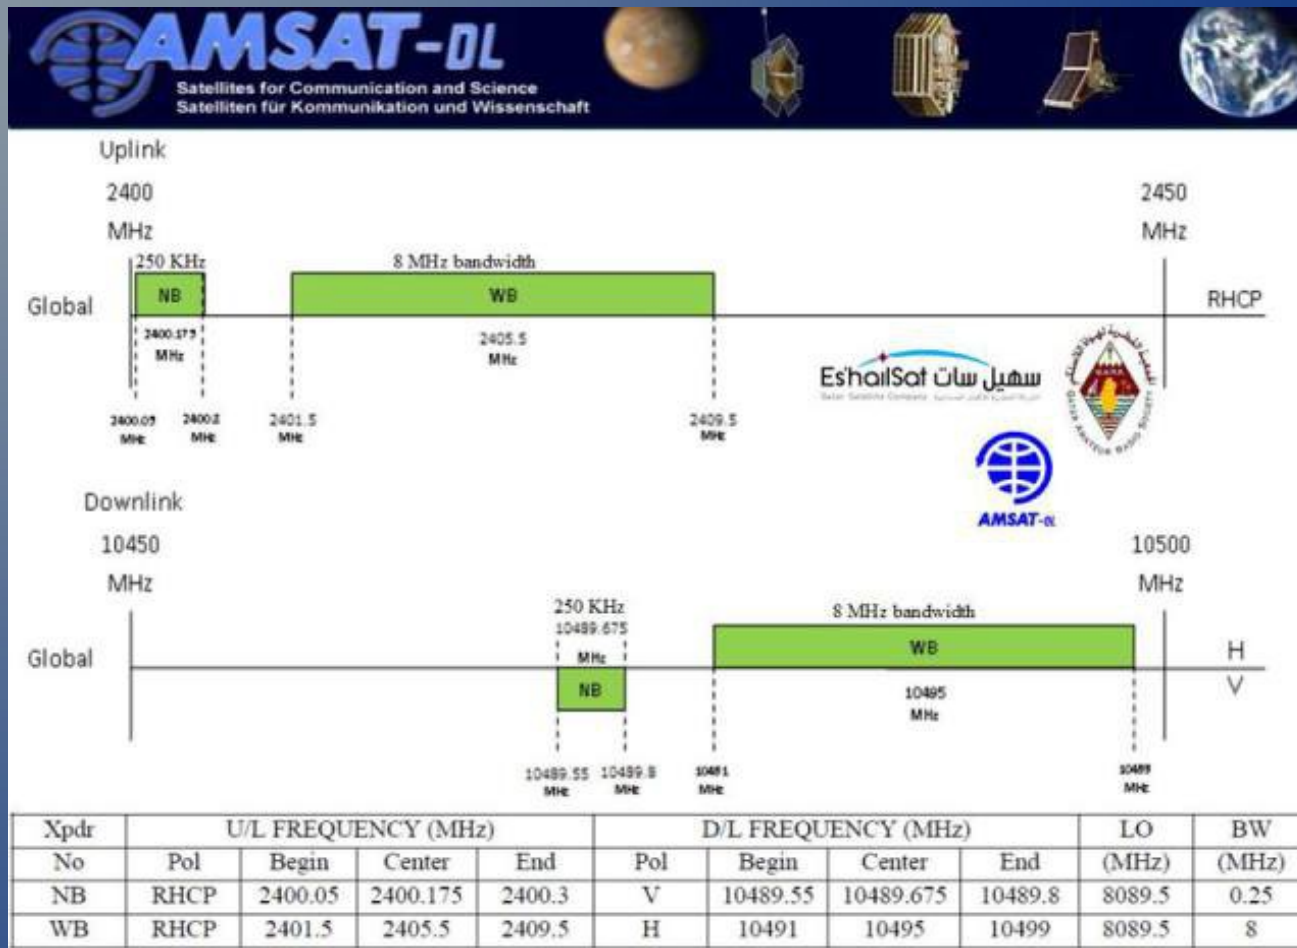 AMSAT-DL
Satellites for Communication and Science
Satelliten für Kommunikation und Wissenschaft
Uplink
2400
MHz
2450
MHz
250 KHz
8 MHz bandwidth
Global
NB
WB
RHCP
2400.175
MHz
2405.5
MHz
Es'hailSat سهيل سات
2400.05
MHz
2401.5
MHz
2409.5
MHz
QATAR AMATEUR RADIO SOCIETY
AMSAT-DL
Downlink
10450
MHz
10500
MHz
250 KHz
10489.675
MHz
8 MHz bandwidth
Global
NB
WB
H
V
10495
MHz
10489.55
MHz
10489.8
MHz
10491
MHz
10499
MHz
Xpdr U/L FREQUENCY (MHz) D/L FREQUENCY (MHz) LO BW
No Pol Begin Center End Pol Begin Center End (MHz) (MHz)
NB RHCP 2400.05 2400.175 2400.3 V 10489.55 10489.675 10489.8 8089.5 0.25
WB RHCP 2401.5 2405.5 2409.5 H 10491 10495 10499 8089.5 8